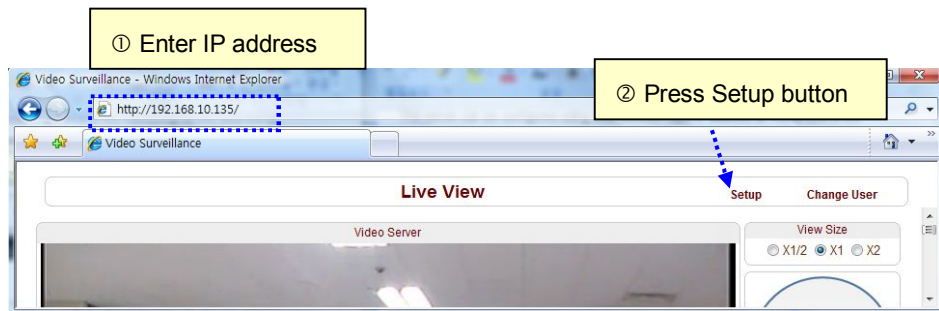 ① Enter IP address
Video Surveillance - Windows Internet Explorer
② Press Setup button
http://192.168.10.135/
Video Surveillance
Live View
Setup
Change User
Video Server
View Size
X1/2 X1 X2